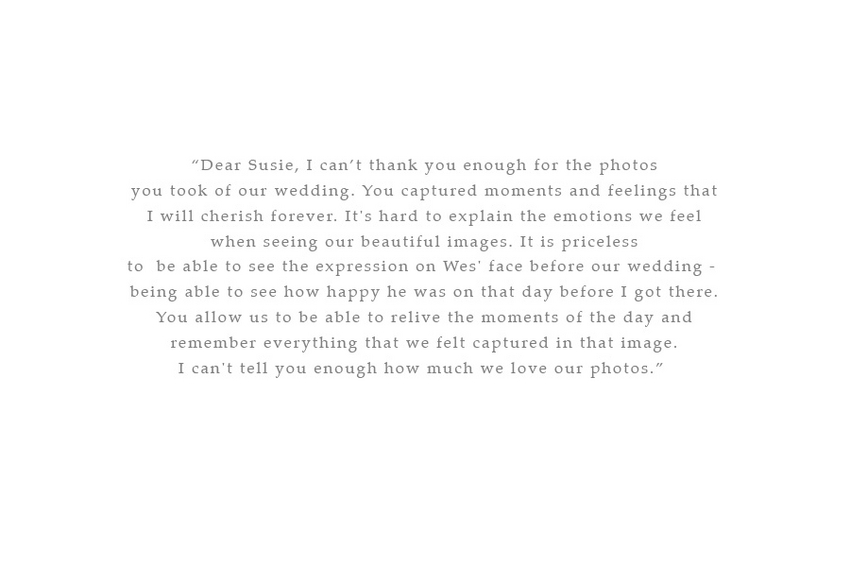 “Dear Susie, I can’t thank you enough for the photos
you took of our wedding. You captured moments and feelings that
I will cherish forever. It's hard to explain the emotions we feel
when seeing our beautiful images. It is priceless
to  be able to see the expression on Wes' face before our wedding -
being able to see how happy he was on that day before I got there.
You allow us to be able to relive the moments of the day and
remember everything that we felt captured in that image.
I can't tell you enough how much we love our photos.”